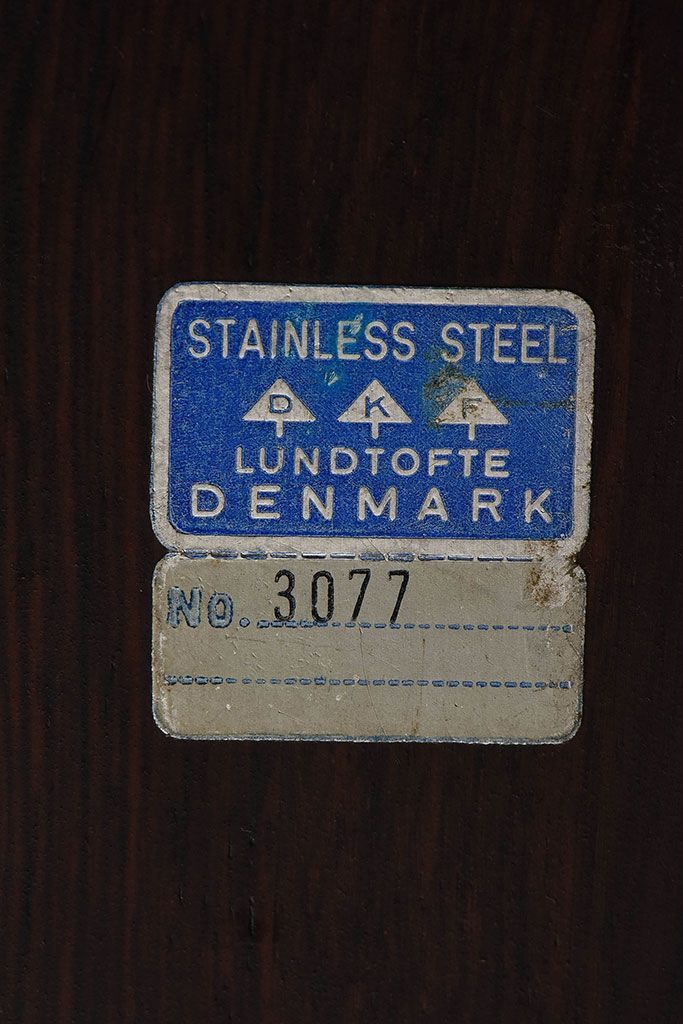 STAINLESS STEEL
D K F
LUNDTOFTE
DENMARK
No. 3077